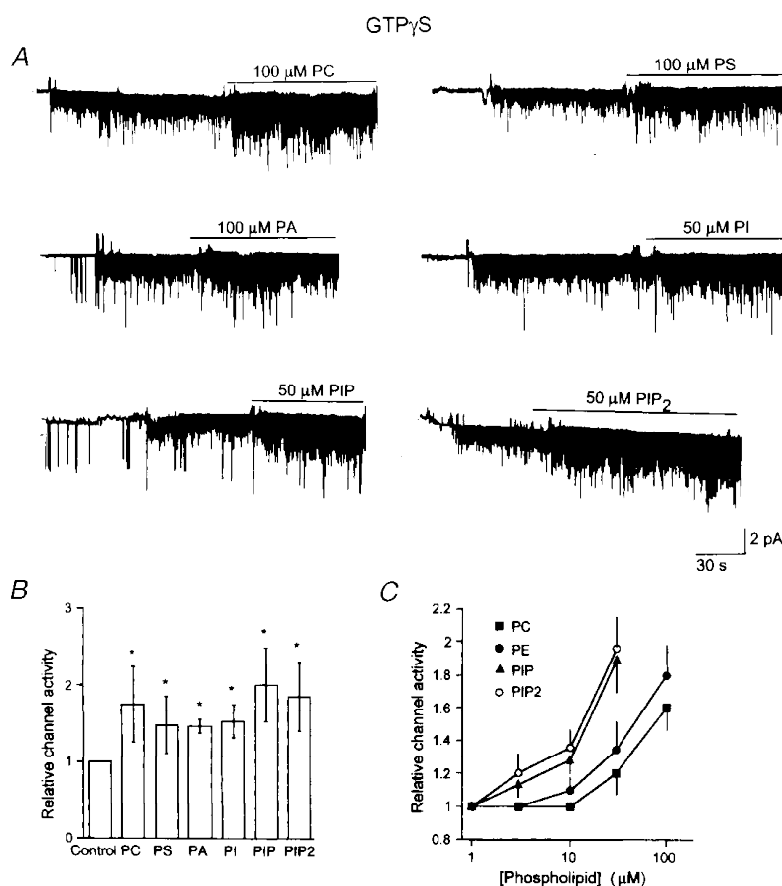 GTPγS
A
100 μM PC
100 μM PS
100 μM PA
50 μM PI
50 μM PIP
50 μM PIP2
2 pA
30 s
B
Relative channel activity
3
2
1
0
* * * * * *
Control PC PS PA PI PIP PIP2
C
Relative channel activity
2.2
2
1.8
1.6
1.4
1.2
1
0.8
PC
PE
PIP
PIP2
1 10 100
[Phospholipid] (μM)